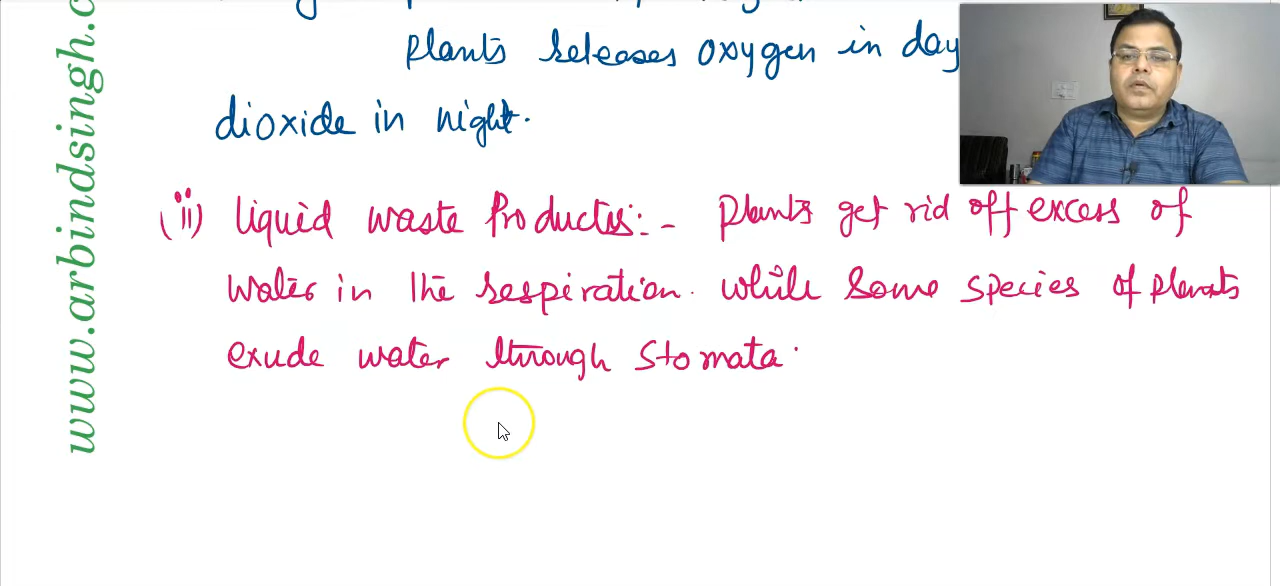 Plants releases oxygen in day
dioxide in night.
(ii) liquid waste Products:- Plants get rid off excess of
water in the respiration. while some species of plants
exude water through stomata.
www.arbindsingh.c